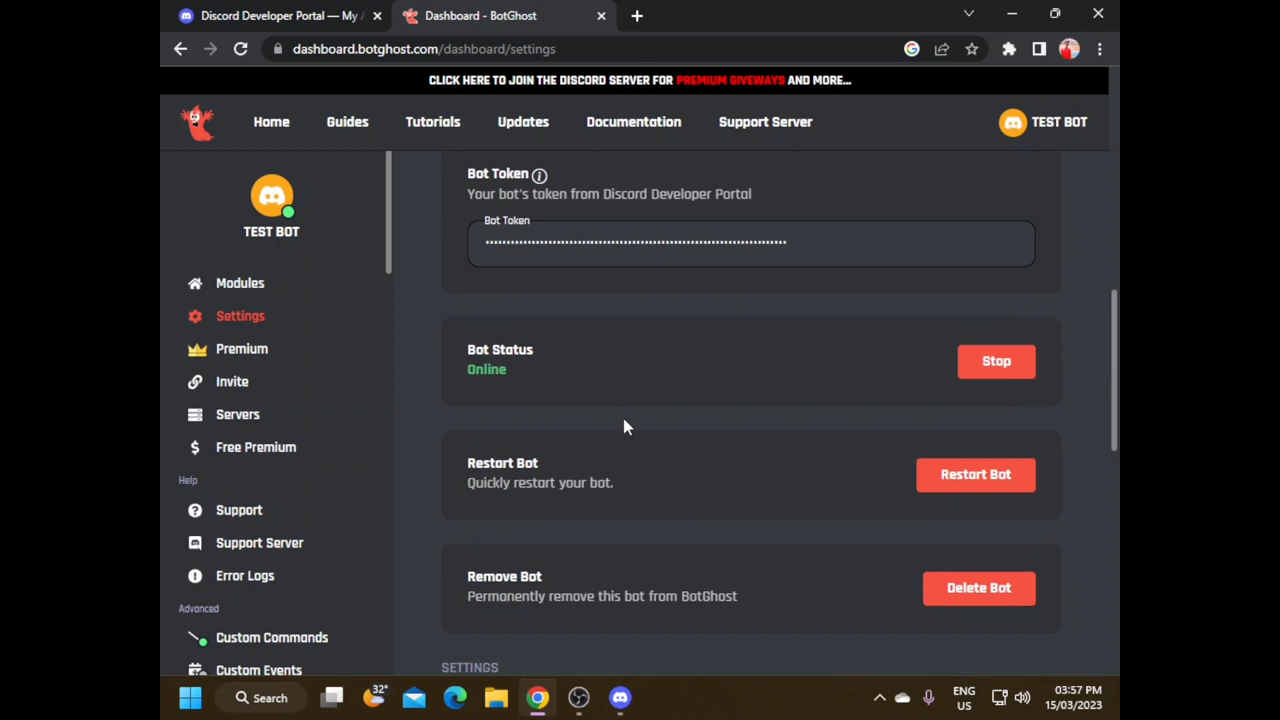 Discord Developer Portal — My A
Dashboard - BotGhost
dashboard.botghost.com/dashboard/settings
CLICK HERE TO JOIN THE DISCORD SERVER FOR PREMIUM GIVEWAYS AND MORE...
Home Guides Tutorials Updates Documentation Support Server TEST BOT
TEST BOT
Modules
Settings
Premium
Invite
Servers
Free Premium
Help
Support
Support Server
Error Logs
Advanced
Custom Commands
Custom Events
Bot Token
Your bot's token from Discord Developer Portal
Bot Token
Bot Status
Online
Stop
Restart Bot
Quickly restart your bot.
Restart Bot
Remove Bot
Permanently remove this bot from BotGhost
Delete Bot
SETTINGS
Search
32°
ENG
US
03:57 PM
15/03/2023